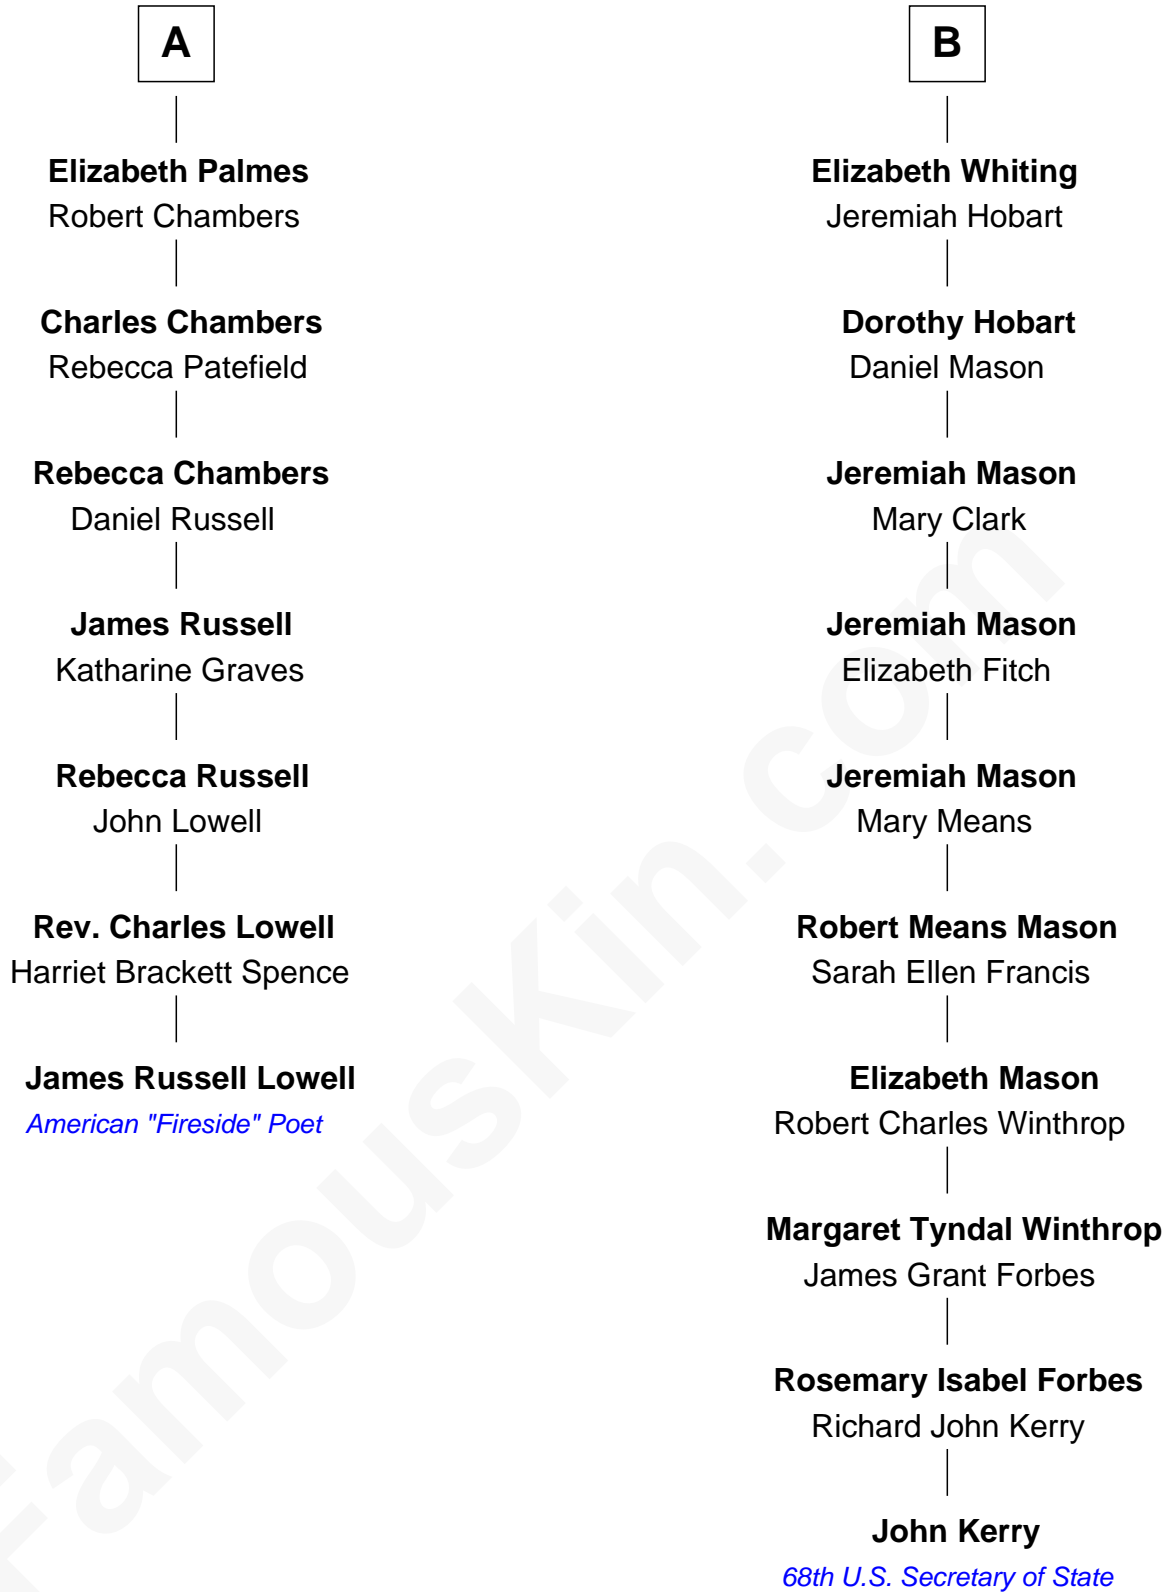 A
Elizabeth Palmes
Robert Chambers
Charles Chambers
Rebecca Patefield
Rebecca Chambers
Daniel Russell
James Russell
Katharine Graves
Rebecca Russell
John Lowell
Rev. Charles Lowell
Harriet Brackett Spence
James Russell Lowell
American "Fireside" Poet
B
Elizabeth Whiting
Jeremiah Hobart
Dorothy Hobart
Daniel Mason
Jeremiah Mason
Mary Clark
Jeremiah Mason
Elizabeth Fitch
Jeremiah Mason
Mary Means
Robert Means Mason
Sarah Ellen Francis
Elizabeth Mason
Robert Charles Winthrop
Margaret Tyndal Winthrop
James Grant Forbes
Rosemary Isabel Forbes
Richard John Kerry
John Kerry
68th U.S. Secretary of State
FamousKin.com